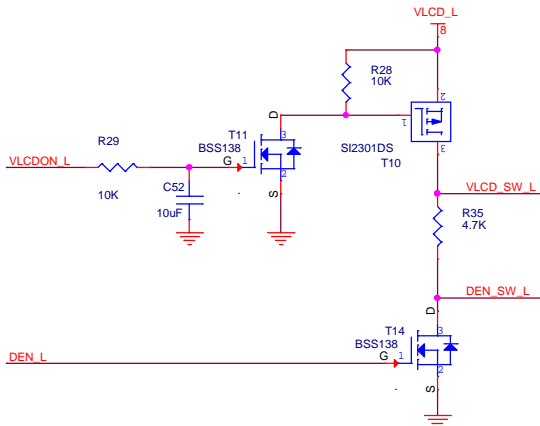 VLCD_L
8
R28
10K
2
D
T11
BSS138
3
1
R29
SI2301DS
T10
3
VLCDON_L
G
1
2
C52
10K
10uF
S
VLCD_SW_L
R35
4.7K
DEN_SW_L
D
T14
BSS138
3
DEN_L
G
1
2
S